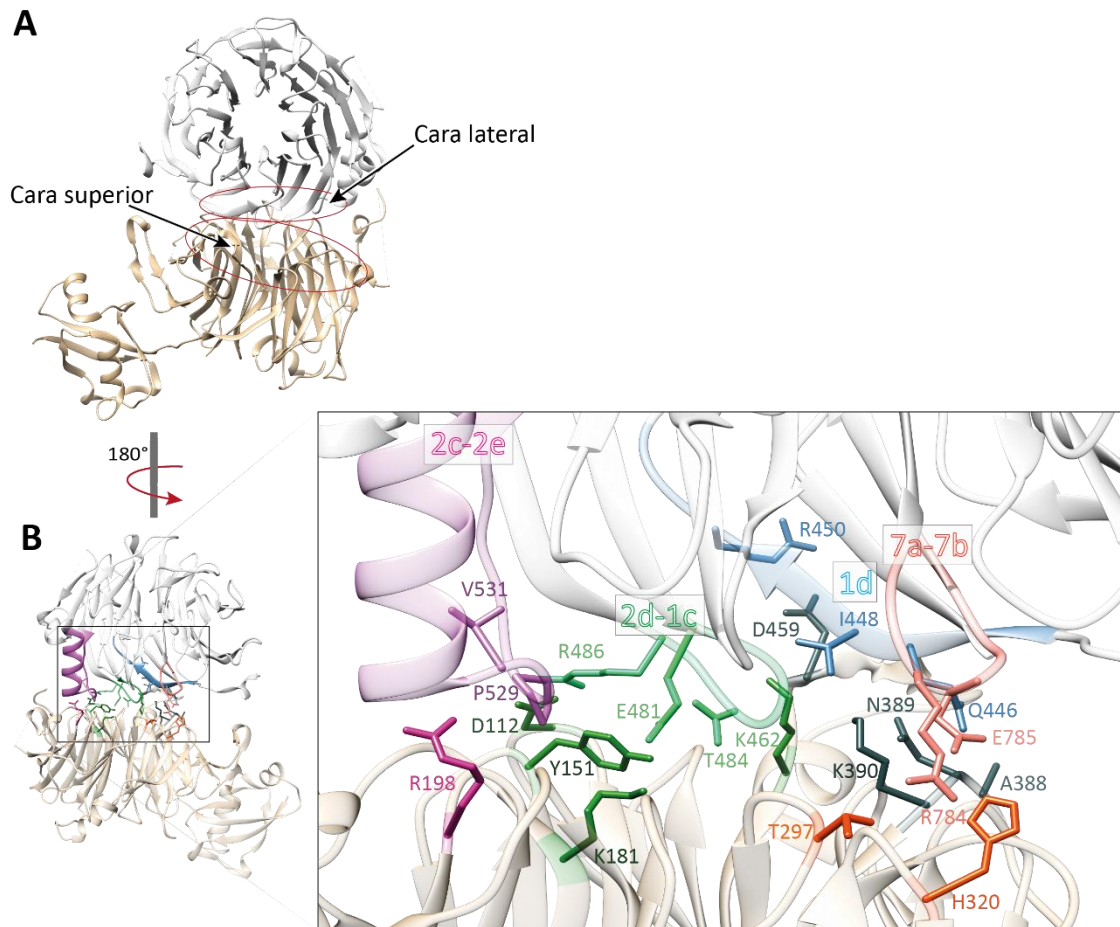 A
Cara lateral
Cara superior
180°
B
2c-2e
R450
7a-7b
1d
V531
2d-1c
D459
I448
R486
P529
E481
N389
Q446
D112
K462
E785
T484
Y151
K390
R198
A388
R784
T297
K181
H320